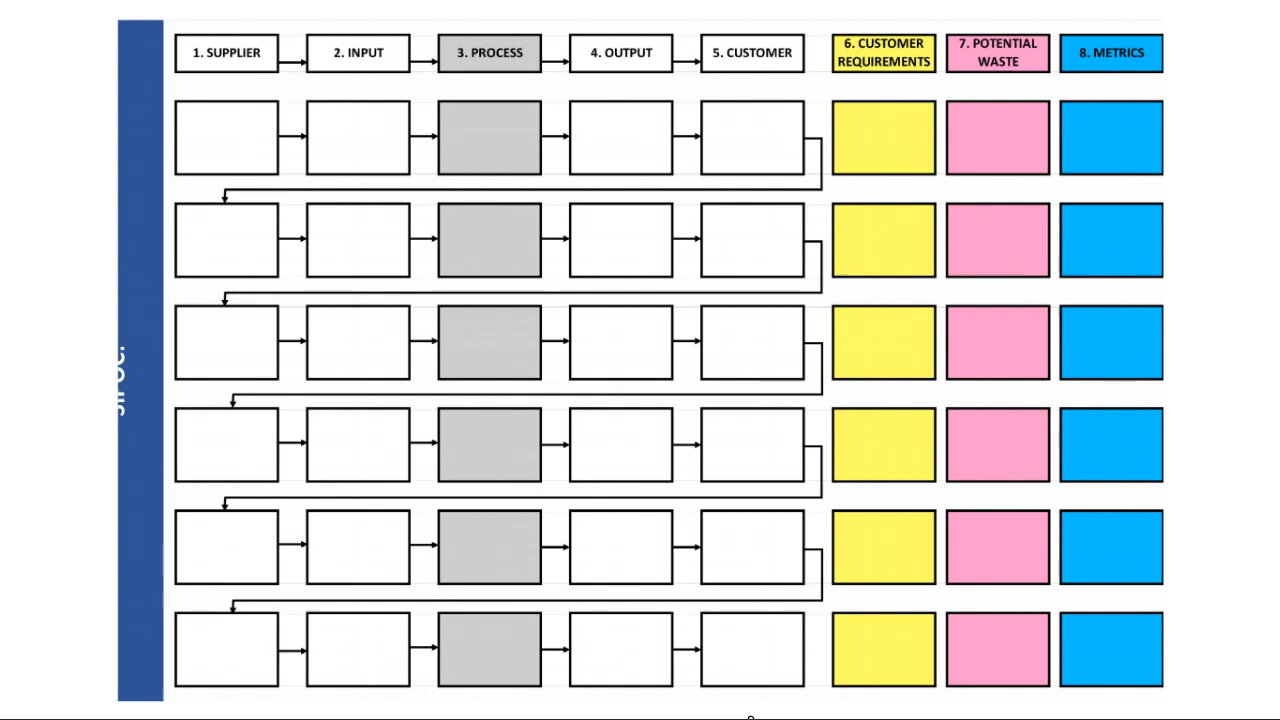 1. SUPPLIER
2. INPUT
3. PROCESS
4. OUTPUT
5. CUSTOMER
6. CUSTOMER
REQUIREMENTS
7. POTENTIAL
WASTE
8. METRICS